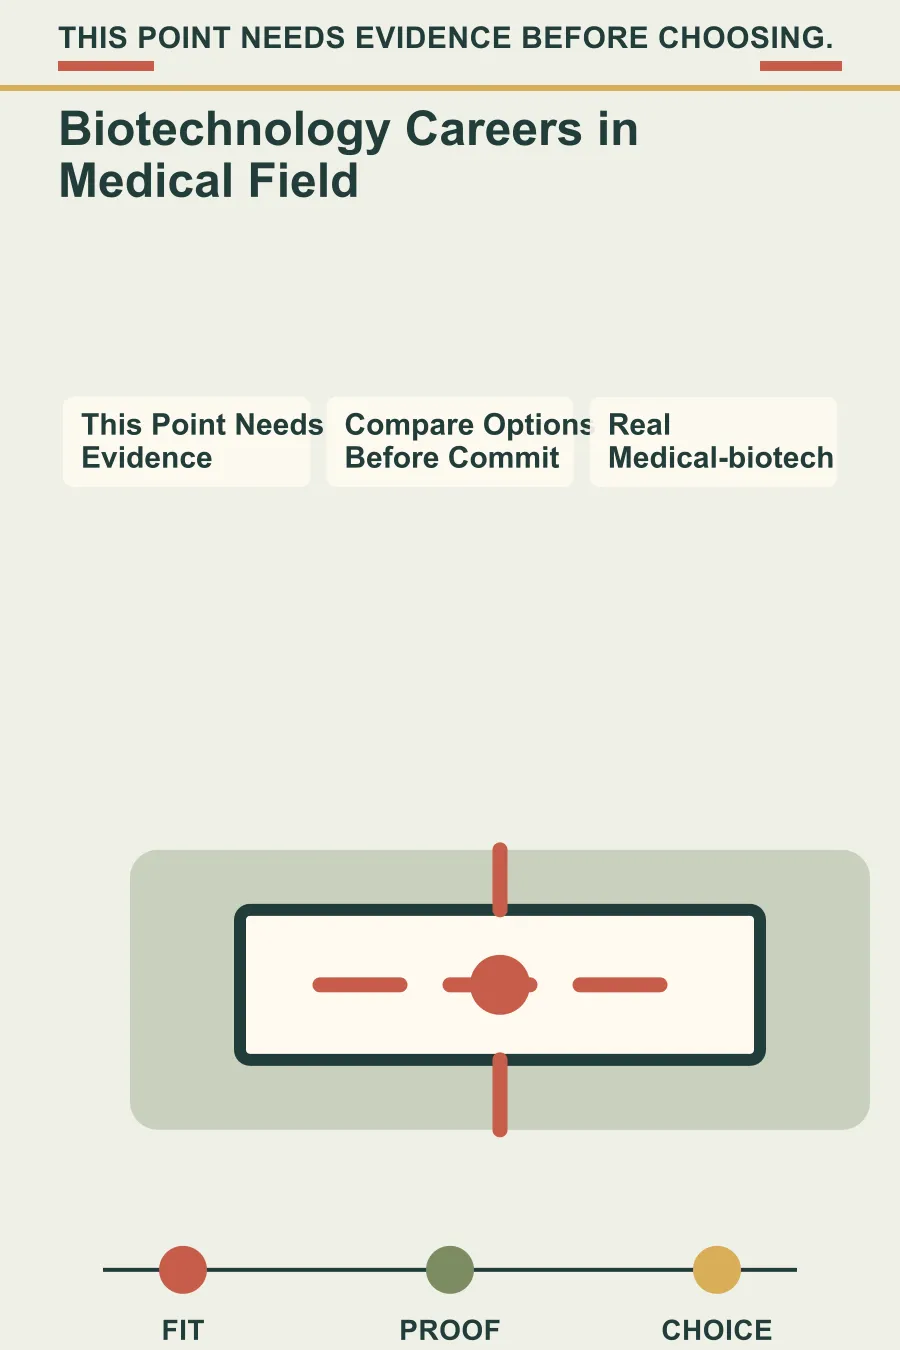 THIS POINT NEEDS EVIDENCE BEFORE CHOOSING.
Biotechnology Careers in
Medical Field
This Point Needs
Evidence
Compare Options
Before Commit
Real
Medical-biotech
FIT
PROOF
CHOICE